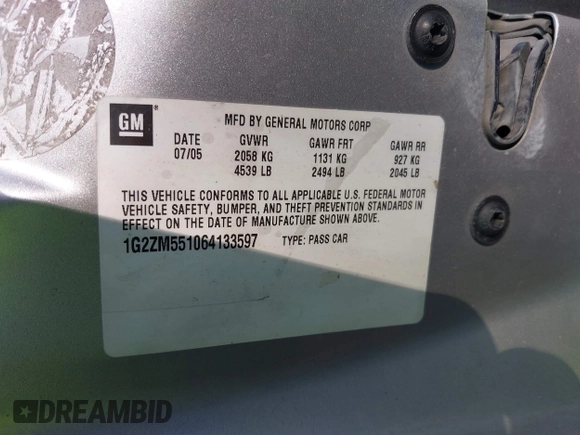 GM ®
MFD BY GENERAL MOTORS CORP
DATE GVWR GAWR FRT GAWR RR
07/05 2058 KG 1131 KG 927 KG
4539 LB 2494 LB 2045 LB
THIS VEHICLE CONFORMS TO ALL APPLICABLE U.S. FEDERAL MOTOR
VEHICLE SAFETY, BUMPER, AND THEFT PREVENTION STANDARDS IN
EFFECT ON THE DATE OF MANUFACTURE SHOWN ABOVE.
1G2ZM551064133597 TYPE: PASS CAR
DREAMBID